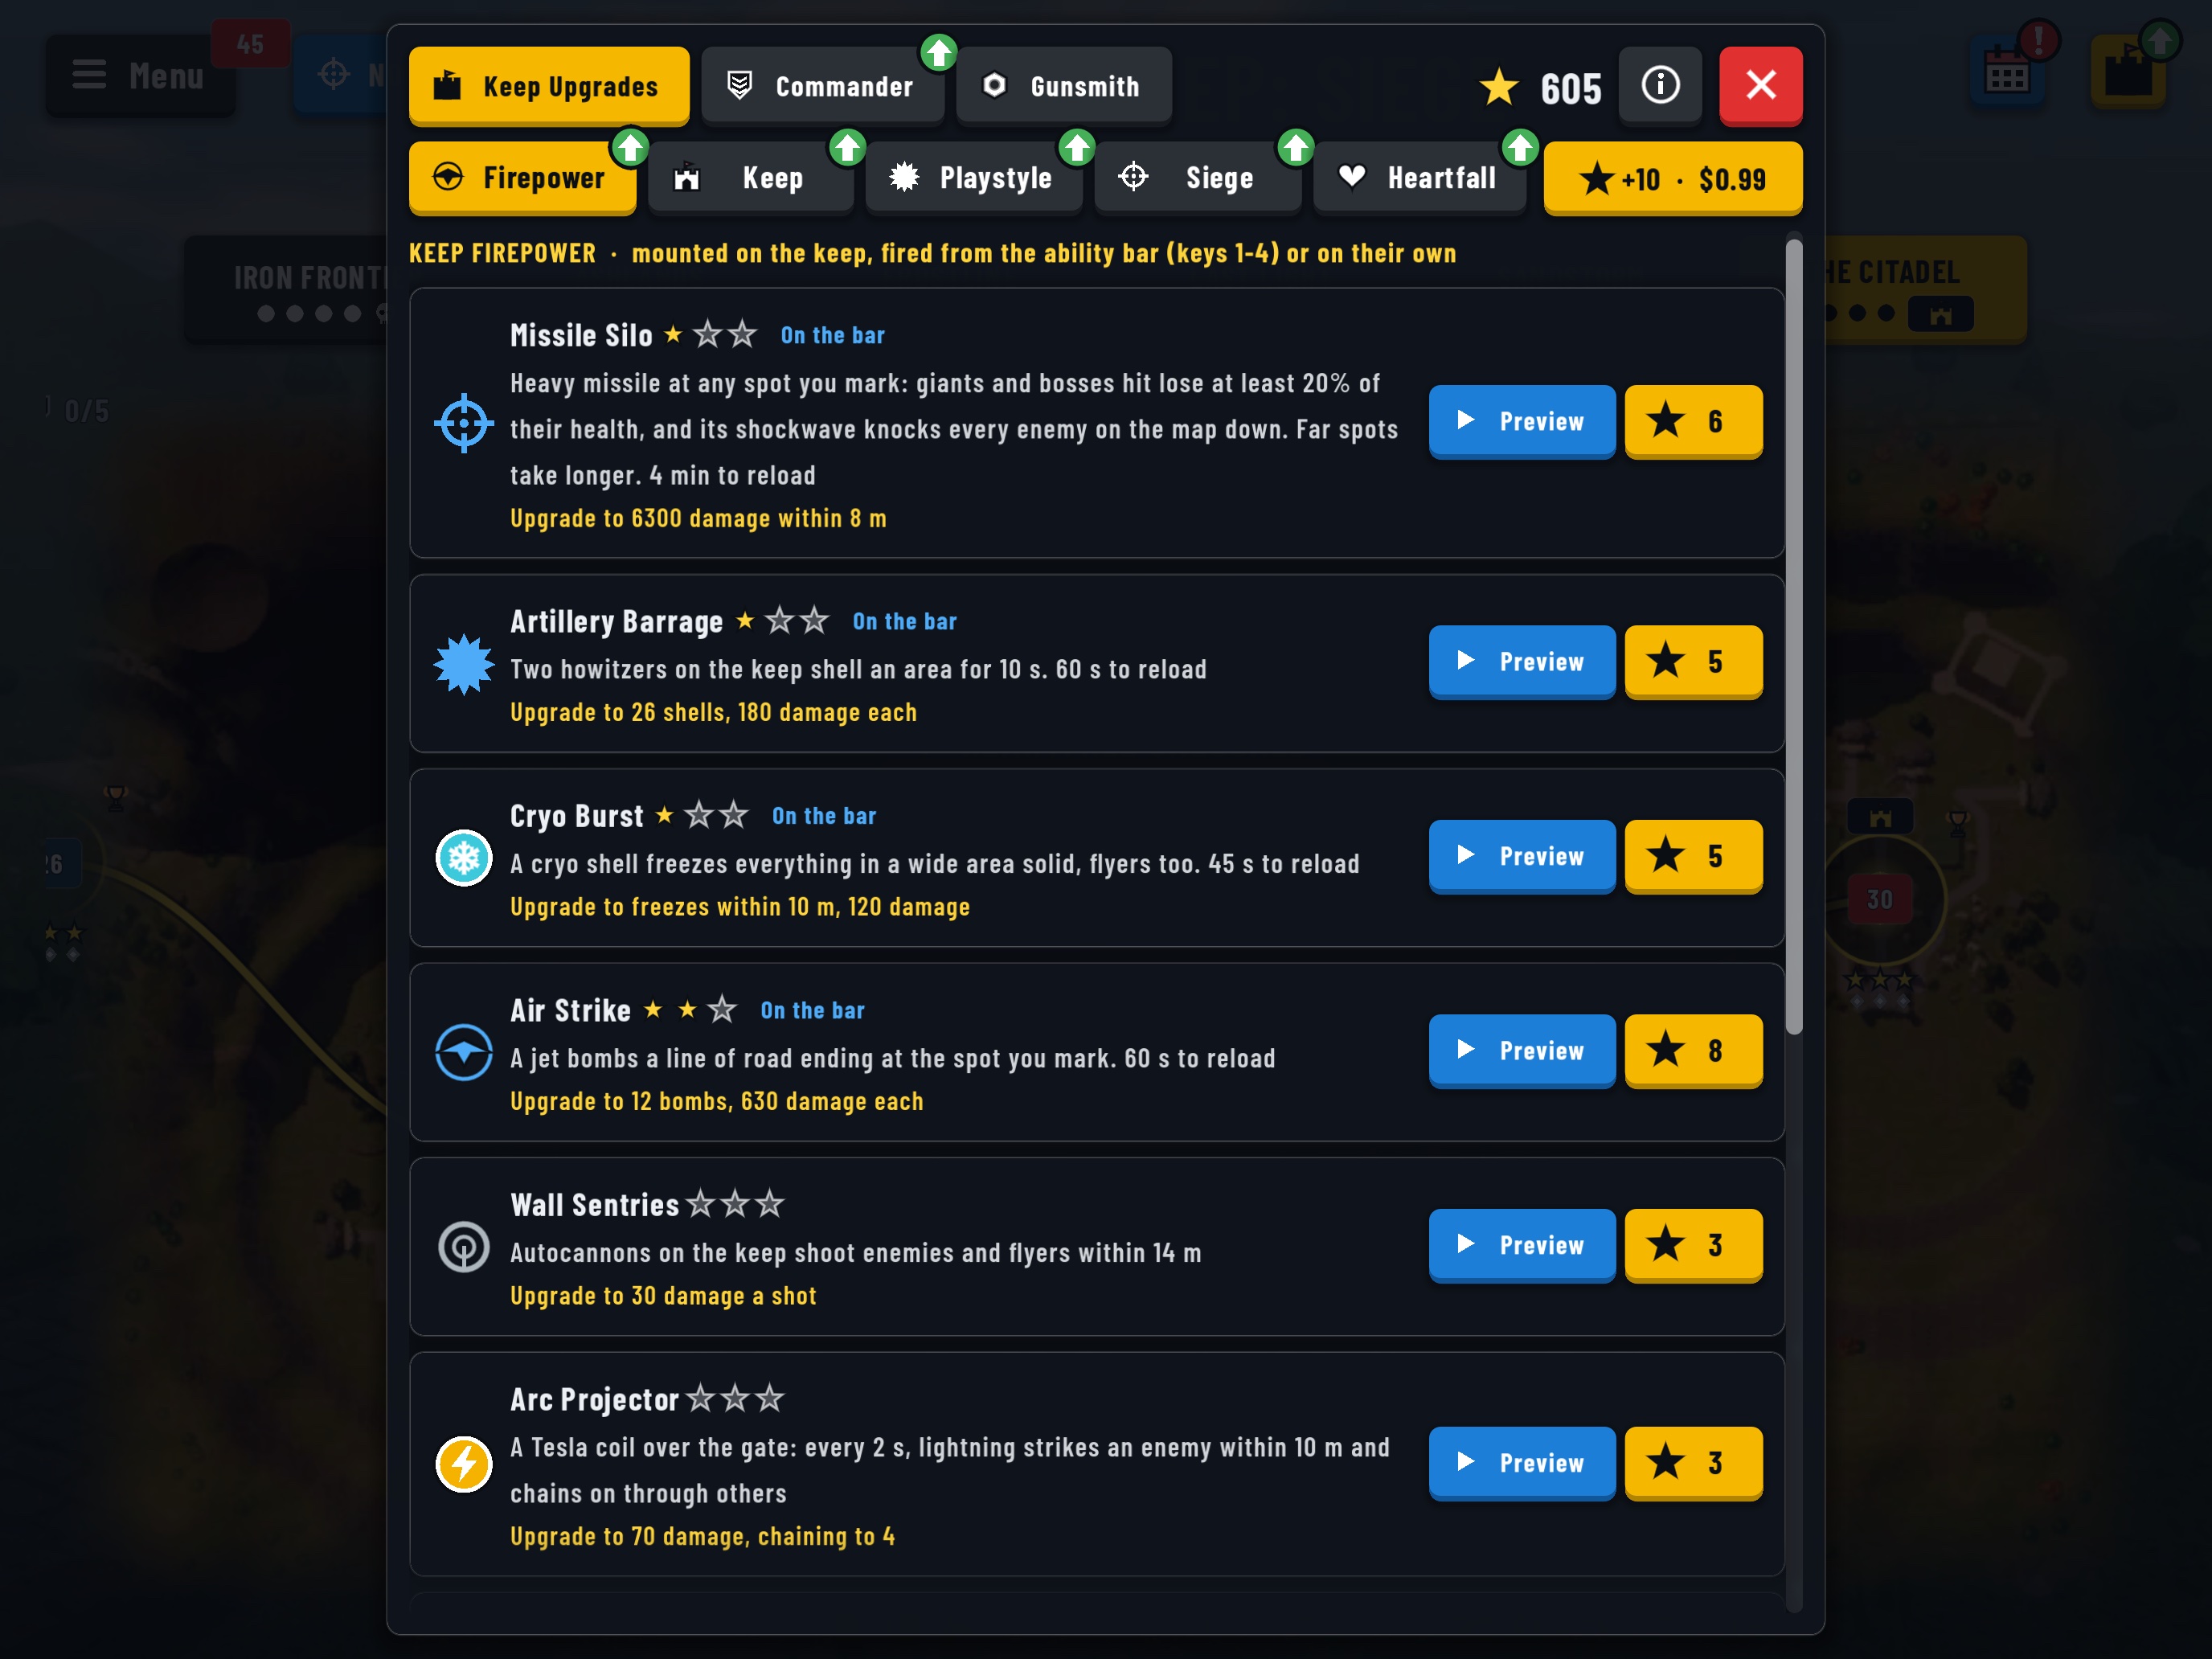 Menu
45
N
Keep Upgrades
Commander
Gunsmith
605
Firepower
Keep
Playstyle
Siege
Heartfall
+10 · $0.99
IRON FRONT
HE CITADEL
0/5
26
30
KEEP FIREPOWER · mounted on the keep, fired from the ability bar (keys 1-4) or on their own
Missile Silo
On the bar
Heavy missile at any spot you mark: giants and bosses hit lose at least 20% of
their health, and its shockwave knocks every enemy on the map down. Far spots
take longer. 4 min to reload
Upgrade to 6300 damage within 8 m
Preview
6
Artillery Barrage
On the bar
Two howitzers on the keep shell an area for 10 s. 60 s to reload
Upgrade to 26 shells, 180 damage each
Preview
5
Cryo Burst
On the bar
A cryo shell freezes everything in a wide area solid, flyers too. 45 s to reload
Upgrade to freezes within 10 m, 120 damage
Preview
5
Air Strike
On the bar
A jet bombs a line of road ending at the spot you mark. 60 s to reload
Upgrade to 12 bombs, 630 damage each
Preview
8
Wall Sentries
Autocannons on the keep shoot enemies and flyers within 14 m
Upgrade to 30 damage a shot
Preview
3
Arc Projector
A Tesla coil over the gate: every 2 s, lightning strikes an enemy within 10 m and
chains on through others
Upgrade to 70 damage, chaining to 4
Preview
3